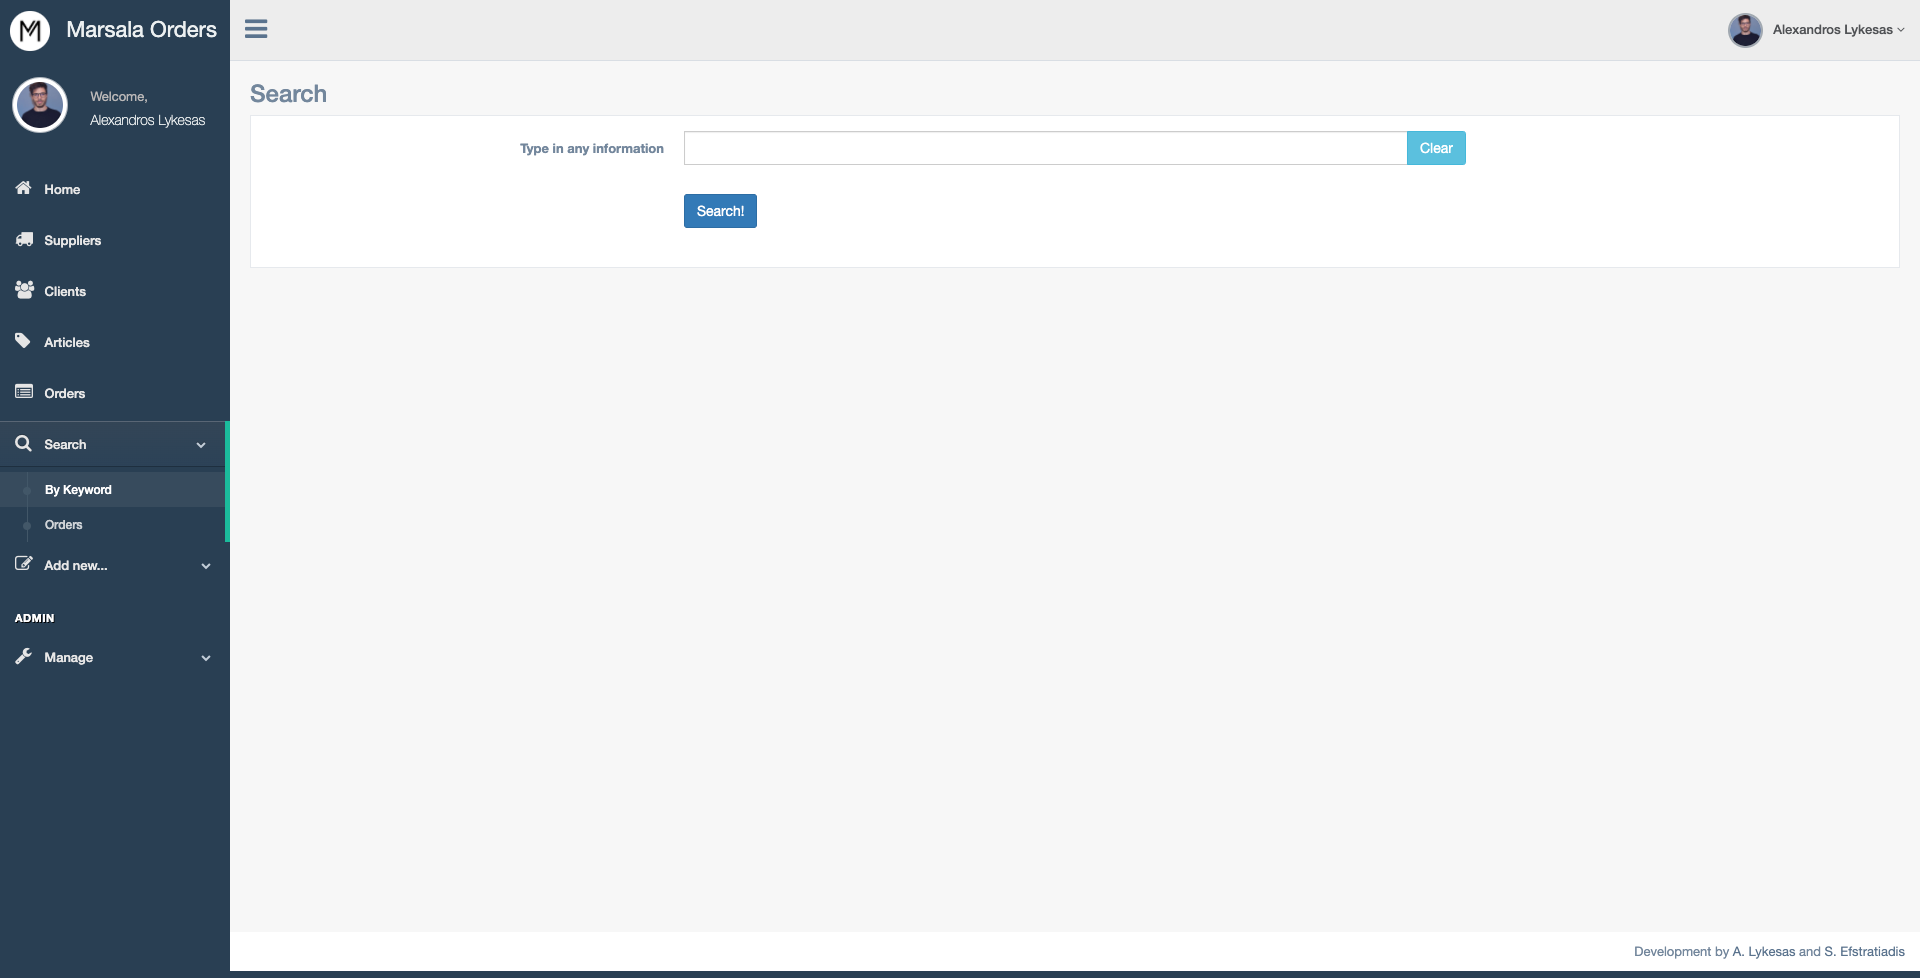 Marsala Orders
Alexandros Lykesas
Welcome,
Alexandros Lykesas
Home
Suppliers
Clients
Articles
Orders
Search
By Keyword
Orders
Add new...
ADMIN
Manage
Search
Type in any information
Clear
Search!
Development by A. Lykesas and S. Efstratiadis